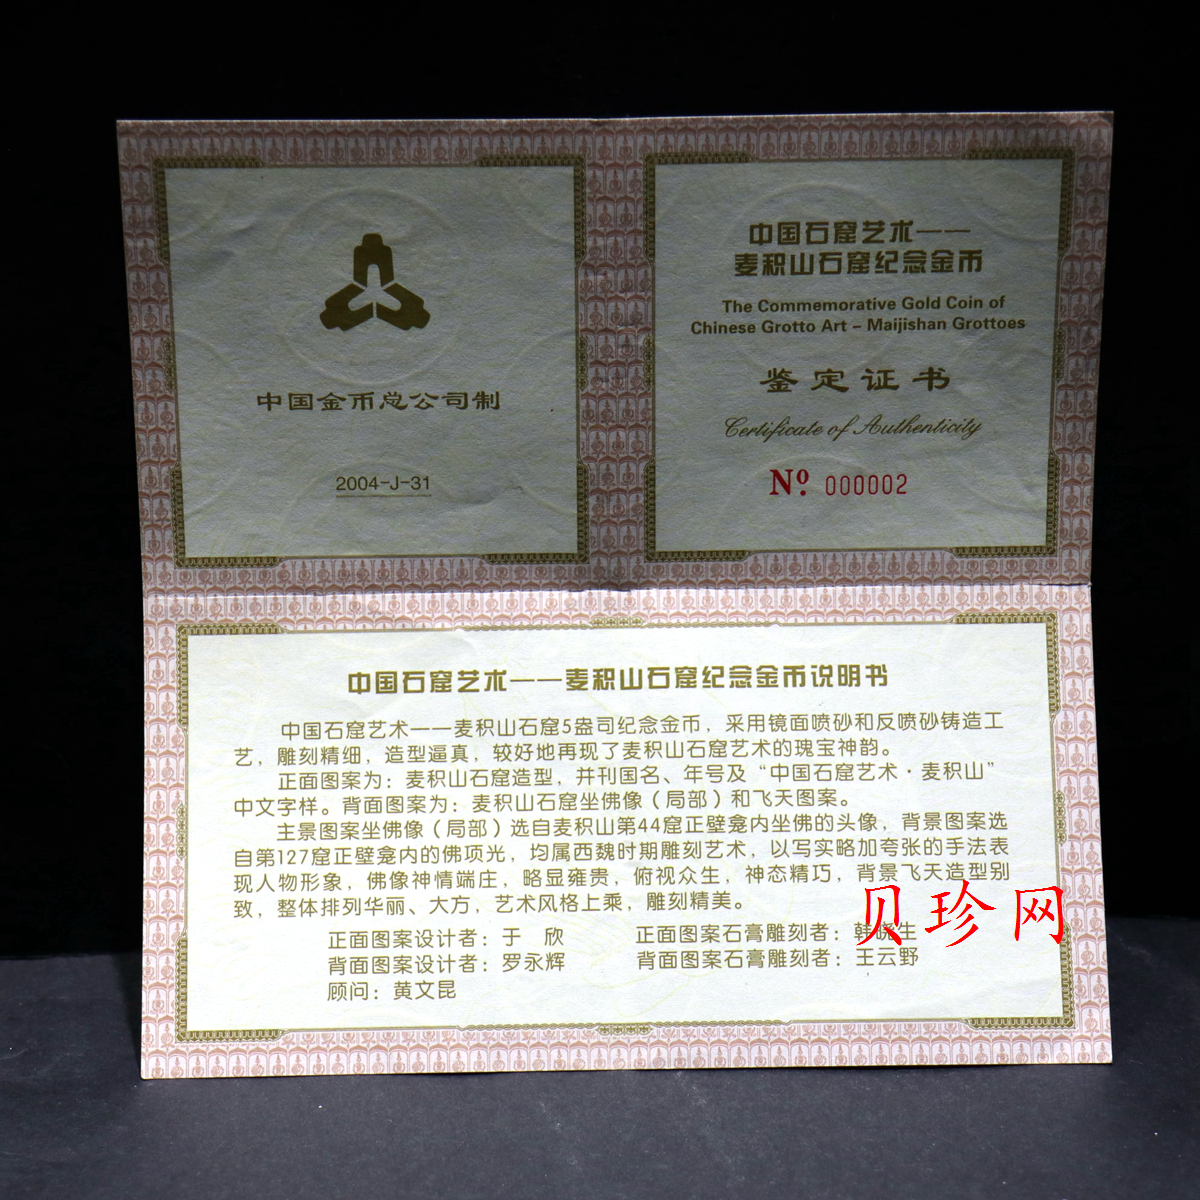 中国金币总公司制
2004-J-31
中国石窟艺术——
麦积山石窟纪念金币
The Commemorative Gold Coin of
Chinese Grotto Art – Maijishan Grottoes
鉴定证书
Certificate of Authenticity
Nº 000002
中国石窟艺术——麦积山石窟纪念金币说明书
中国石窟艺术——麦积山石窟5盎司纪念金币，采用镜面喷砂和反喷砂铸造工
艺，雕刻精细，造型逼真，较好地再现了麦积山石窟艺术的瑰宝神韵。
正面图案为：麦积山石窟造型，并刊国名、年号及“中国石窟艺术·麦积山”
中文字样。背面图案为：麦积山石窟坐佛像（局部）和飞天图案。
主景图案坐佛像（局部）选自麦积山第44窟正壁龛内坐佛的头像，背景图案选
自第127窟正壁龛内的佛项光，均属西魏时期雕刻艺术，以写实略加夸张的手法表
现人物形象，佛像神情端庄，略显雍贵，俯视众生，神态精巧，背景飞天造型别
致，整体排列华丽、大方，艺术风格上乘，雕刻精美。
正面图案设计者：于 欣 正面图案石膏雕刻者：韩晓生
背面图案设计者：罗永辉 背面图案石膏雕刻者：王云野
顾问：黄文昆
贝珍网